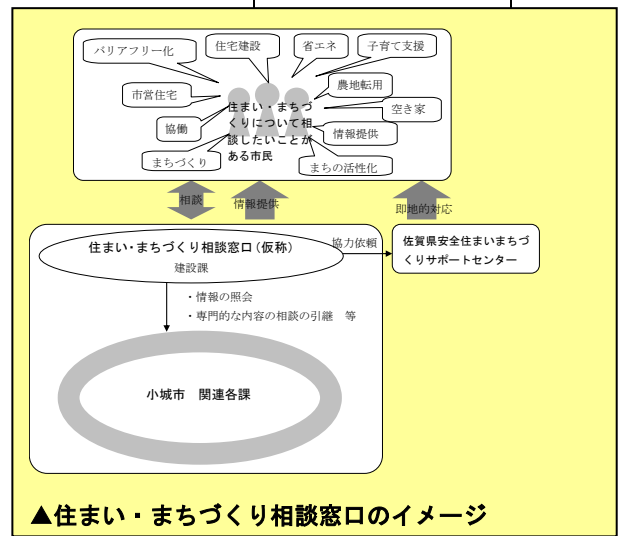 バリアフリー化
住宅建設
省エネ
子育て支援
市営住宅
農地転用
空き家
協働
情報提供
まちづくり
まちの活性化
住まい・まちづ
くりについて相
談したいことが
ある市民
相談
情報提供
即地的対応
住まい・まちづくり相談窓口(仮称)
建設課
協力依頼
佐賀県安全住まいまちづ
くりサポートセンター
・情報の照会
・専門的な内容の相談の引継　等
小城市　関連各課
▲住まい・まちづくり相談窓口のイメージ